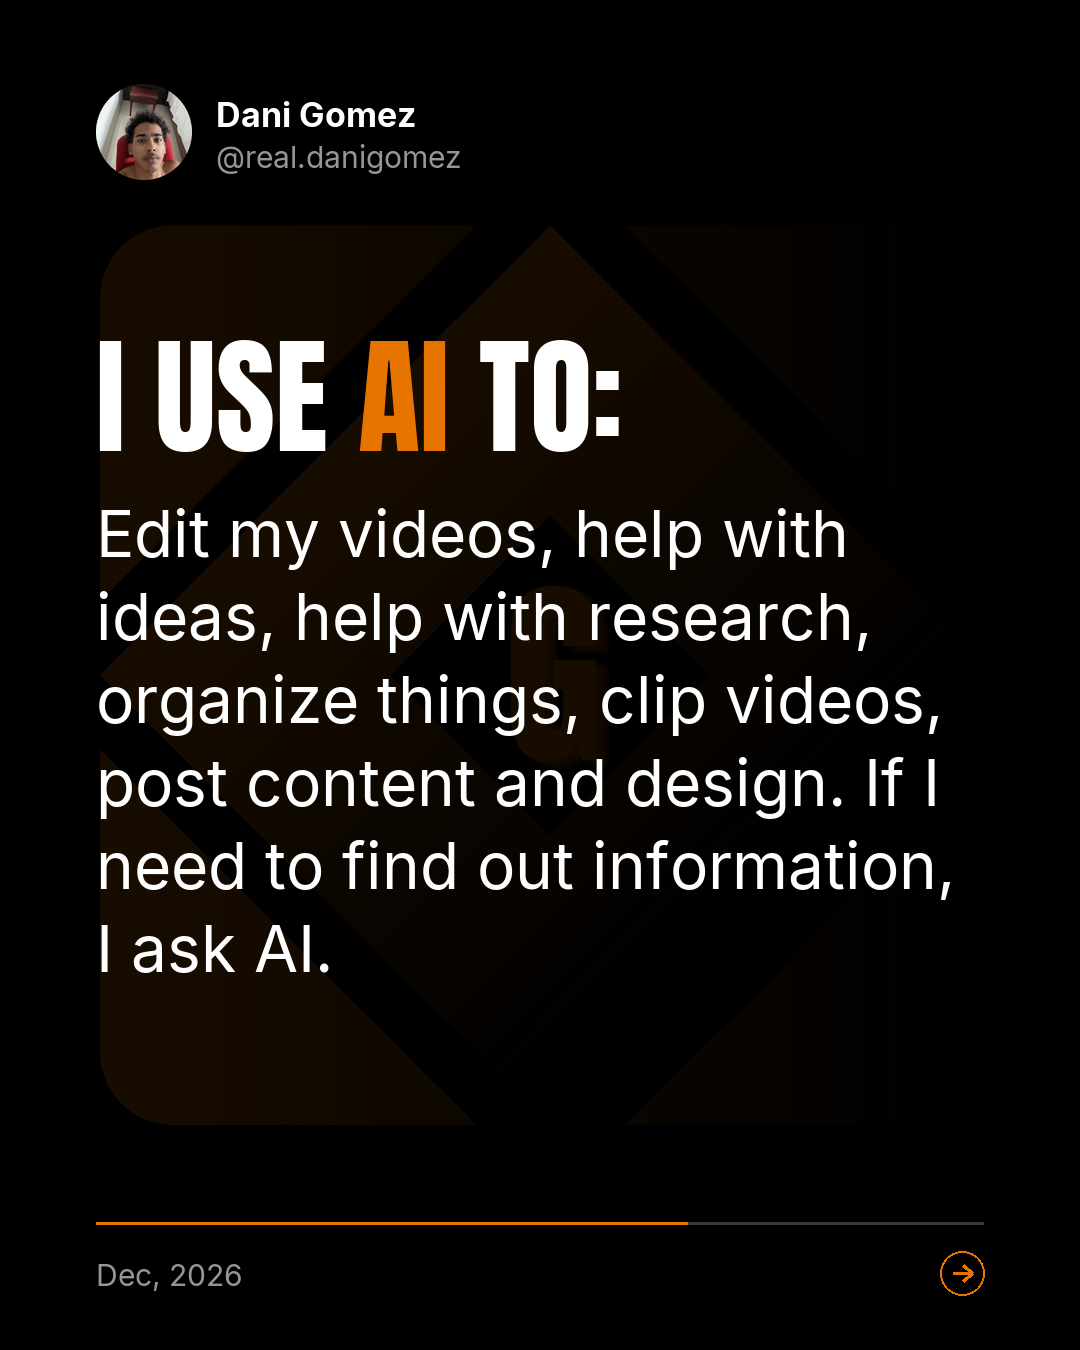 Dani Gomez
@real.danigomez
I USE AI TO:
Edit my videos, help with
ideas, help with research,
organize things, clip videos,
post content and design. If I
need to find out information,
I ask AI.
G
Dec, 2026